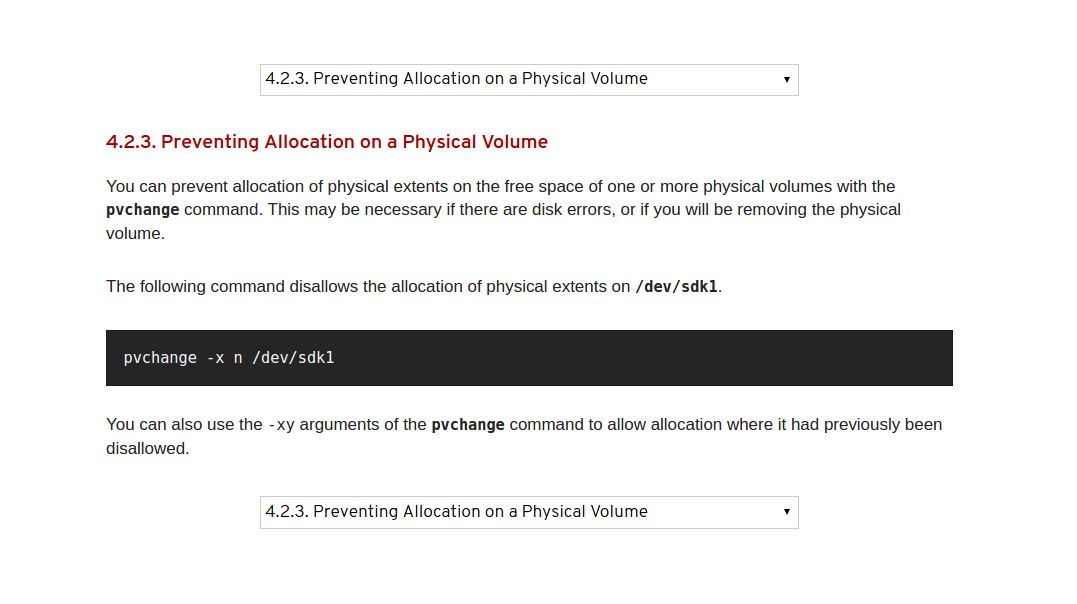 4.2.3. Preventing Allocation on a Physical Volume
4.2.3. Preventing Allocation on a Physical Volume
You can prevent allocation of physical extents on the free space of one or more physical volumes with the
pvchange command. This may be necessary if there are disk errors, or if you will be removing the physical
volume.
The following command disallows the allocation of physical extents on /dev/sdk1.
pvchange -x n /dev/sdk1
You can also use the -xy arguments of the pvchange command to allow allocation where it had previously been
disallowed.
4.2.3. Preventing Allocation on a Physical Volume